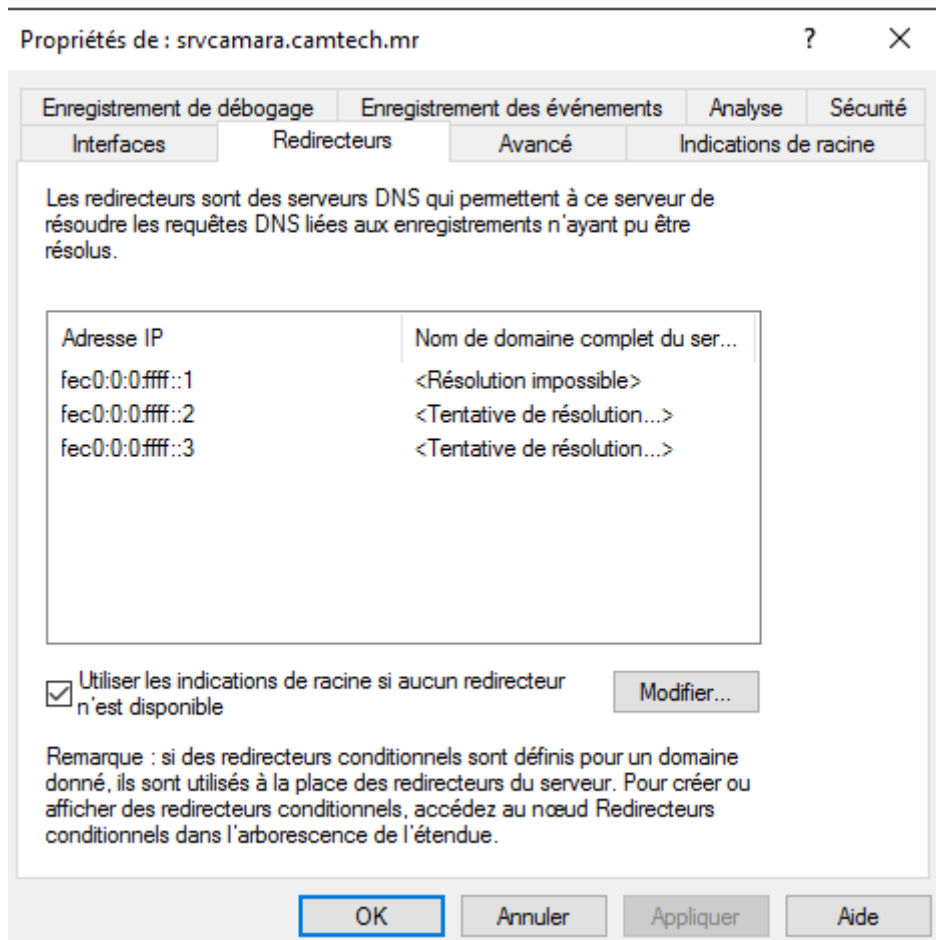 Propriétés de : srvcamara.camtech.mr ? ×
Enregistrement de débogage Enregistrement des événements Analyse Sécurité
Interfaces Redirecteurs Avancé Indications de racine
Les redirecteurs sont des serveurs DNS qui permettent à ce serveur de
résoudre les requêtes DNS liées aux enregistrements n'ayant pu être
résolus.
Adresse IP Nom de domaine complet du ser...
fec0:0:0:ffff::1 <Résolution impossible>
fec0:0:0:ffff::2 <Tentative de résolution...>
fec0:0:0:ffff::3 <Tentative de résolution...>
Utiliser les indications de racine si aucun redirecteur
n'est disponible
Modifier...
Remarque : si des redirecteurs conditionnels sont définis pour un domaine
donné, ils sont utilisés à la place des redirecteurs du serveur. Pour créer ou
afficher des redirecteurs conditionnels, accédez au nœud Redirecteurs
conditionnels dans l'arborescence de l'étendue.
OK Annuler Appliquer Aide